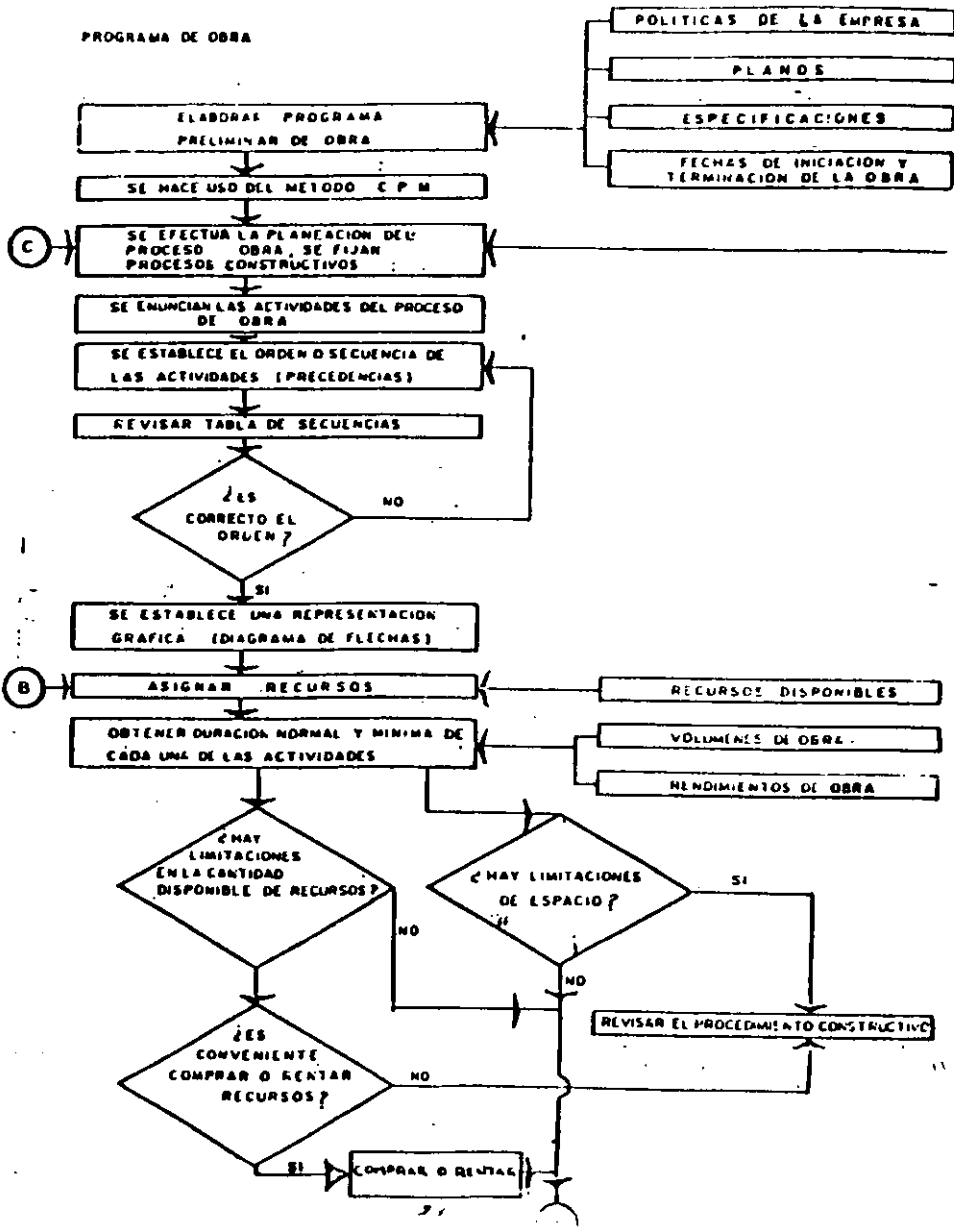 PROGRAMA DE OBRA
POLITICAS DE LA EMPRESA
PLANOS
ESPECIFICACIONES
FECHAS DE INICIACION Y
TERMINACION DE LA OBRA
ELABORAR PROGRAMA
PRELIMINAR DE OBRA
SE HACE USO DEL METODO C P M
C
SE EFECTUA LA PLANEACION DEL
PROCESO OBRA, SE FIJAN
PROCESOS CONSTRUCTIVOS
SE ENUNCIAN LAS ACTIVIDADES DEL PROCESO
DE OBRA
SE ESTABLECE EL ORDEN O SECUENCIA DE
LAS ACTIVIDADES (PRECEDENCIAS)
REVISAR TABLA DE SECUENCIAS
¿ES
CORRECTO EL
ORDEN?
NO
SI
SE ESTABLECE UNA REPRESENTACION
GRAFICA (DIAGRAMA DE FLECHAS)
B
ASIGNAR RECURSOS
RECURSOS DISPONIBLES
OBTENER DURACION NORMAL Y MINIMA DE
CADA UNA DE LAS ACTIVIDADES
VOLUMENES DE OBRA
RENDIMIENTOS DE OBRA
¿HAY
LIMITACIONES
EN LA CANTIDAD
DISPONIBLE DE RECURSOS?
NO
¿HAY LIMITACIONES
DE ESPACIO?
SI
NO
REVISAR EL PROCEDIMIENTO CONSTRUCTIVO
¿ES
CONVENIENTE
COMPRAR O RENTAR
RECURSOS?
NO
SI
COMPRAR O RENTAR